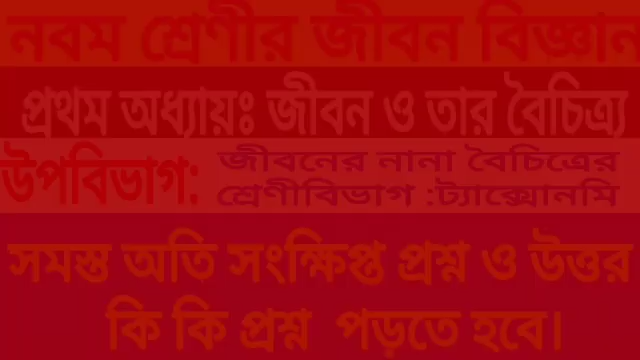 নবম শ্রেণীর জীবন বিজ্ঞান
প্রথম অধ্যায়ঃ জীবন ও তার বৈচিত্র্য
উপবিভাগ:
জীবনের নানা বৈচিত্রের
শ্রেণীবিভাগ :ট্যাক্সোনমি
সমস্ত অতি সংক্ষিপ্ত প্রশ্ন ও উত্তর
কি কি প্রশ্ন পড়তে হবে।